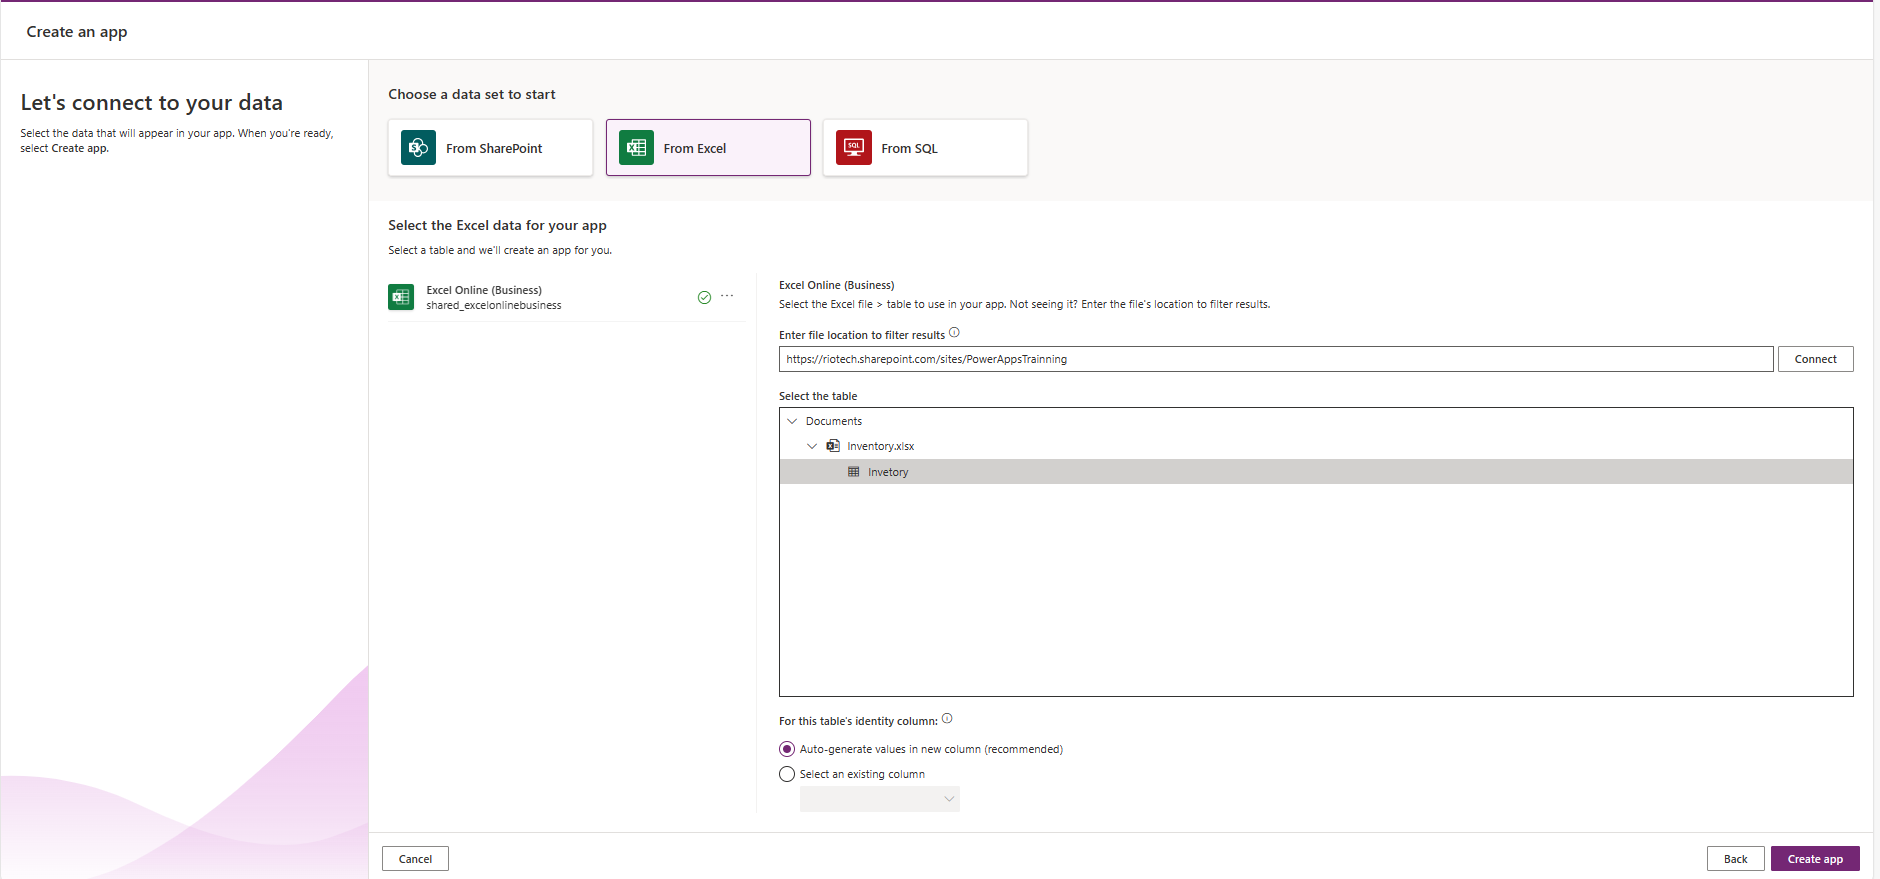 Create an app
Let's connect to your data
Select the data that will appear in your app. When you're ready,
select Create app.
Choose a data set to start
From SharePoint
From Excel
SQL
From SQL
Select the Excel data for your app
Select a table and we'll create an app for you.
Excel Online (Business)
shared_excelonlinebusiness
Excel Online (Business)
Select the Excel file > table to use in your app. Not seeing it? Enter the file's location to filter results.
Enter file location to filter results
https://riotech.sharepoint.com/sites/PowerAppsTrainning
Connect
Select the table
Documents
Inventory.xlsx
Invetory
For this table's identity column:
Auto-generate values in new column (recommended)
Select an existing column
Cancel
Back
Create app